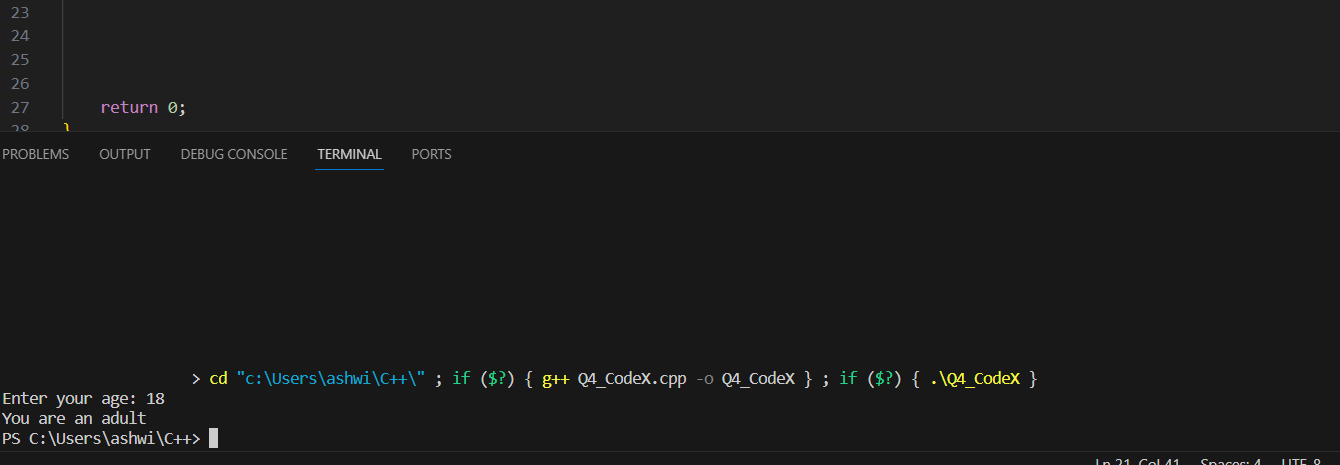 23
24
25
26
27 return 0;
28 }
PROBLEMS OUTPUT DEBUG CONSOLE TERMINAL PORTS
> cd "c:\Users\ashwi\C++\" ; if ($?) { g++ Q4_CodeX.cpp -o Q4_CodeX } ; if ($?) { .\Q4_CodeX }
Enter your age: 18
You are an adult
PS C:\Users\ashwi\C++>
Ln 21, Col 41 Spaces: 4 UTF-8